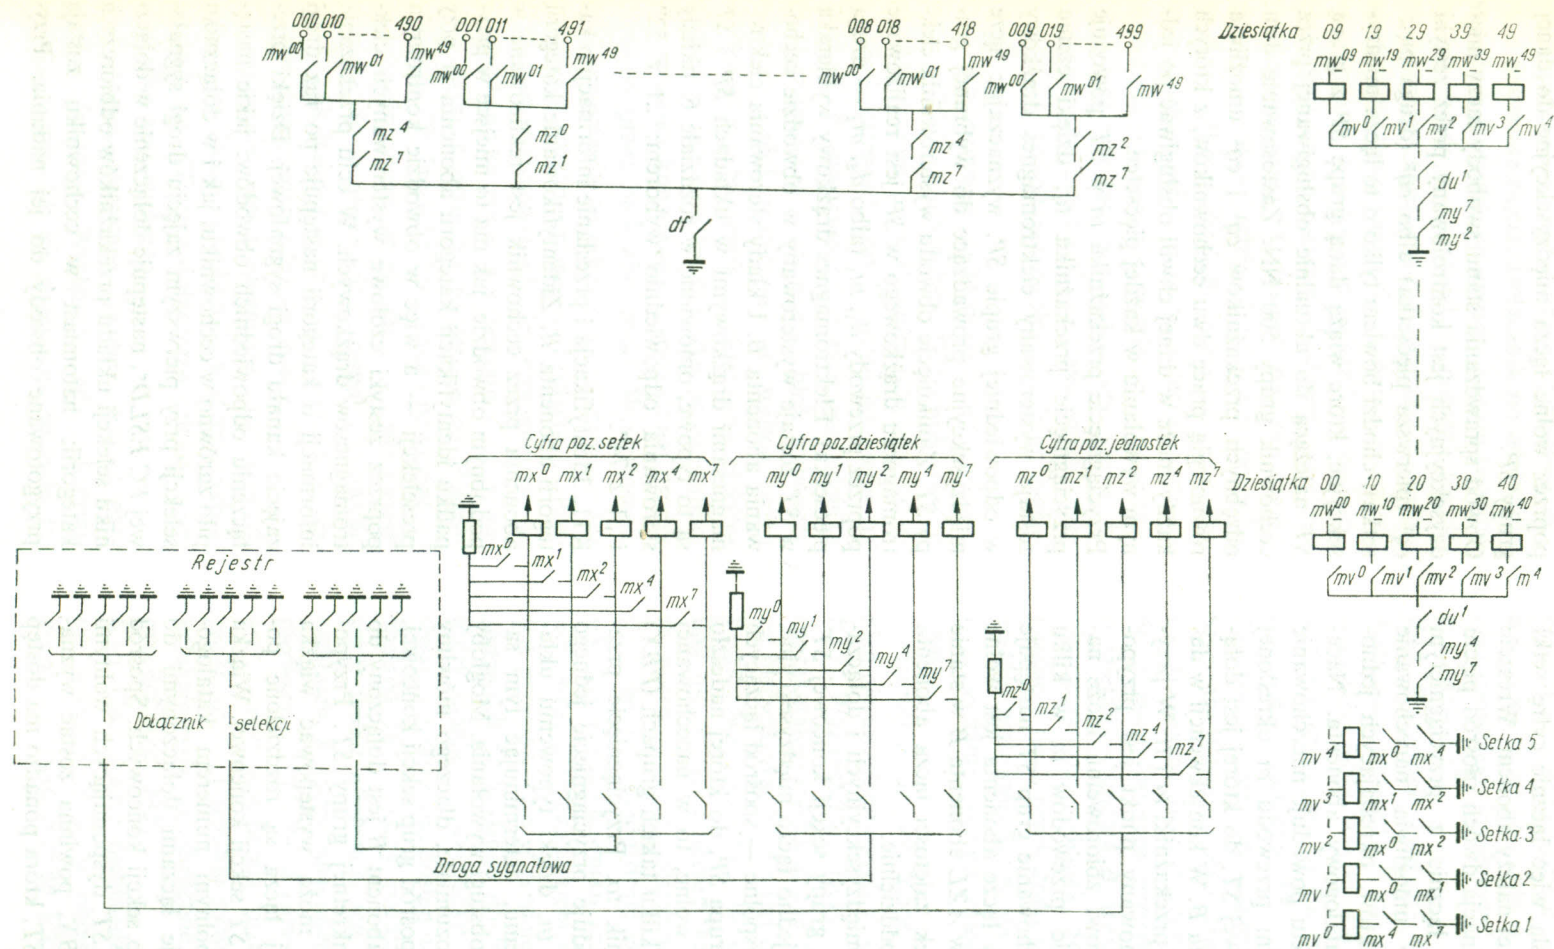 000 010 490 001 011 491 008 018 418 009 019 499
mw⁰⁰ mw⁰¹ mw⁴⁹ mw⁰⁰ mw⁰¹ mw⁴⁹ mw⁰⁰ mw⁰¹ mw⁴⁹ mw⁰⁰ mw⁰¹ mw⁴⁹
mz⁴ mz⁰ mz⁴ mz²
mz⁷ mz¹ mz⁷ mz⁷
df
Dziesiątka 09 19 29 39 49
mw⁰⁹ mw¹⁹ mw²⁹ mw³⁹ mw⁴⁹
mv⁰ mv¹ mv² mv³ mv⁴
du¹
my⁷
my²
Cyfra poz. setek
mx⁰ mx¹ mx² mx⁴ mx⁷
mx⁰
mx¹
mx²
mx⁴
mx⁷
Cyfra poz. dziesiątek
my⁰ my¹ my² my⁴ my⁷
my⁰
my¹
my²
my⁴
my⁷
Cyfra poz. jednostek
mz⁰ mz¹ mz² mz⁴ mz⁷
mz⁰
mz¹
mz²
mz⁴
mz⁷
Rejestr
Dołącznik selekcji
Droga sygnałowa
Dziesiątka 00 10 20 30 40
mw⁰⁰ mw¹⁰ mw²⁰ mw³⁰ mw⁴⁰
mv⁰ mv¹ mv² mv³ m⁴
du¹
my⁴
my⁷
mv⁴ mx⁰ mx⁴ Setka 5
mv³ mx¹ mx² Setka 4
mv² mx⁰ mx² Setka 3
mv¹ mx⁰ mx¹ Setka 2
mv⁰ mx⁴ mx⁷ Setka 1